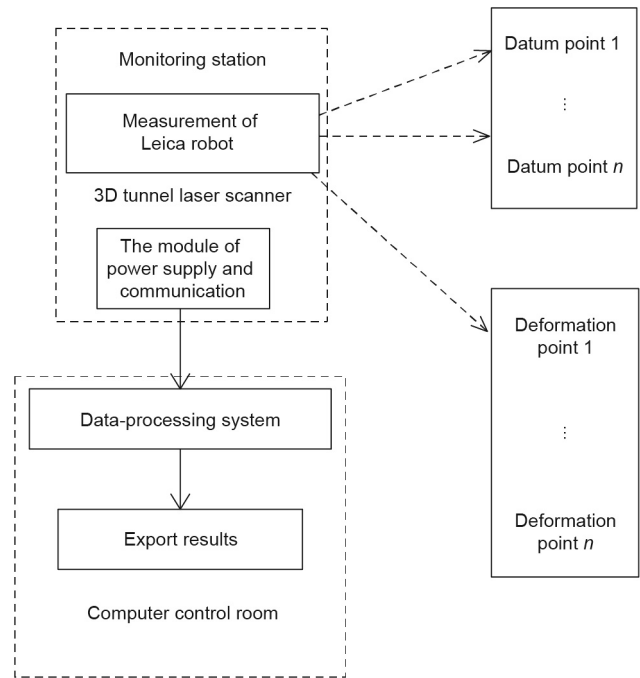 Monitoring station
Measurement of
Leica robot
3D tunnel laser scanner
The module of
power supply and
communication
Data-processing system
Export results
Computer control room
Datum point 1
⋮
Datum point n
Deformation
point 1
⋮
Deformation
point n